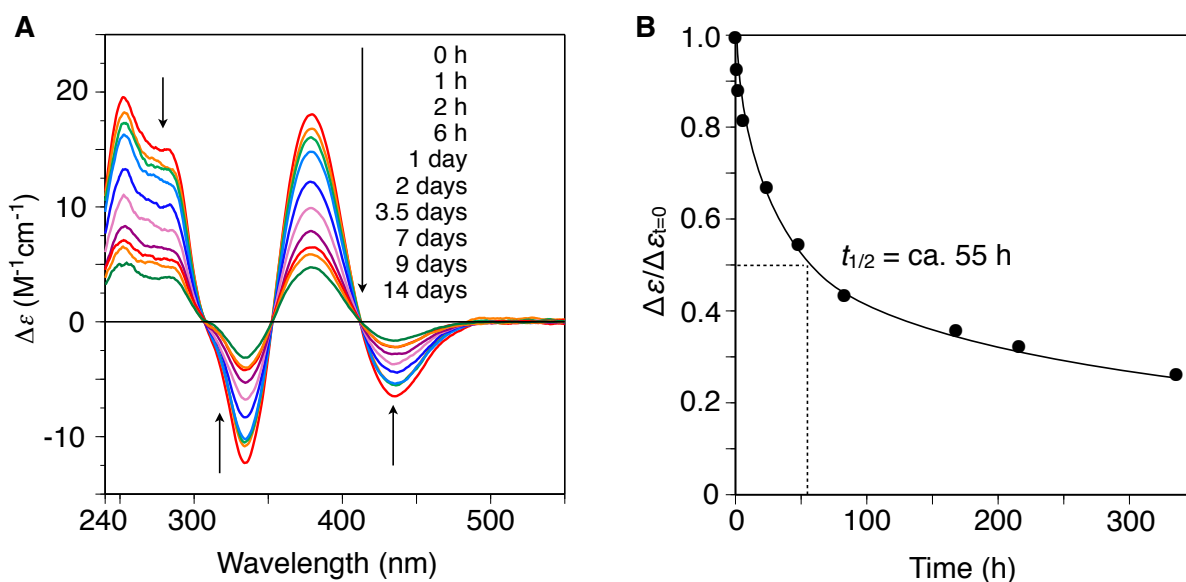 A
0 h
1 h
2 h
6 h
1 day
2 days
3.5 days
7 days
9 days
14 days
20
10
0
-10
Δε (M⁻¹cm⁻¹)
240
300
400
500
Wavelength (nm)
B
1.0
0.8
0.6
0.4
0.2
0
Δε/Δεt=0
t1/2 = ca. 55 h
0
100
200
300
Time (h)